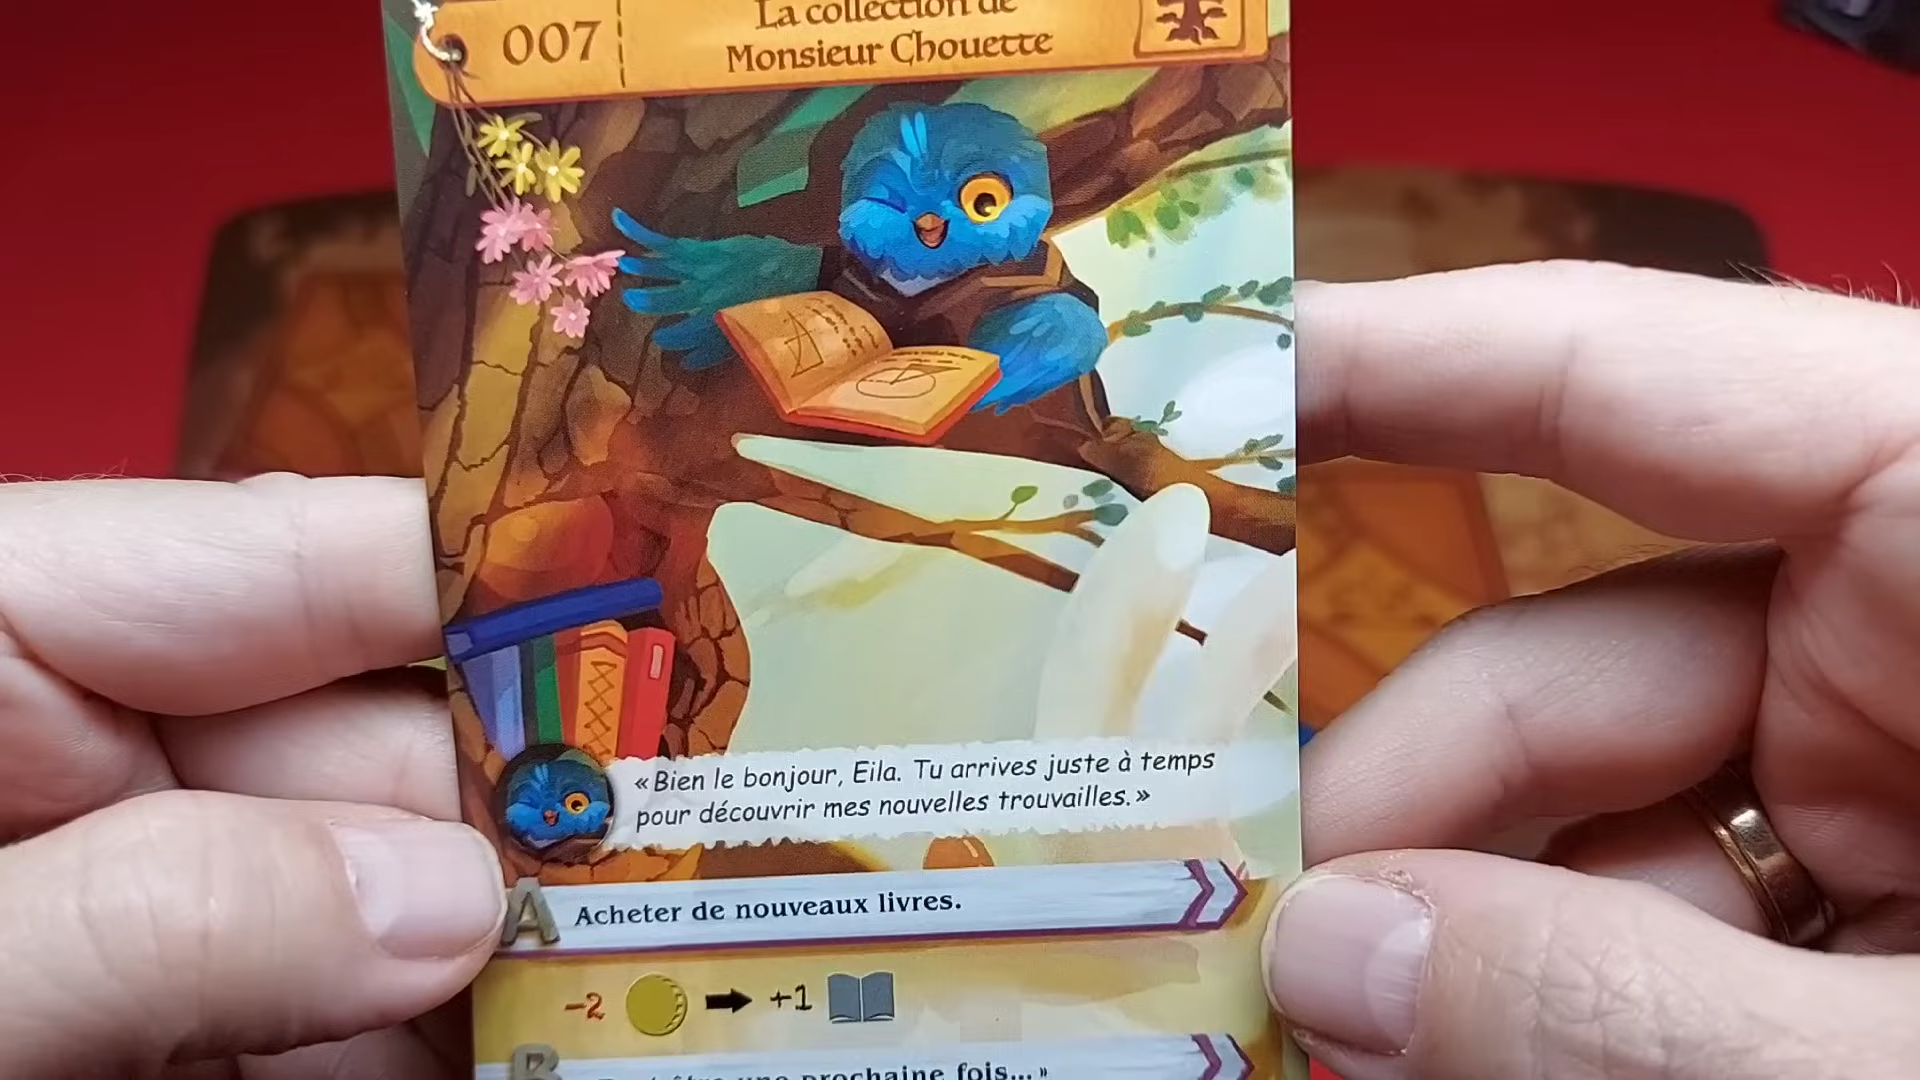 007
La collection de
Monsieur Chouette
«Bien le bonjour, Eila. Tu arrives juste à temps
pour découvrir mes nouvelles trouvailles.»
A Acheter de nouveaux livres.
-2 +1
B une prochaine fois...»